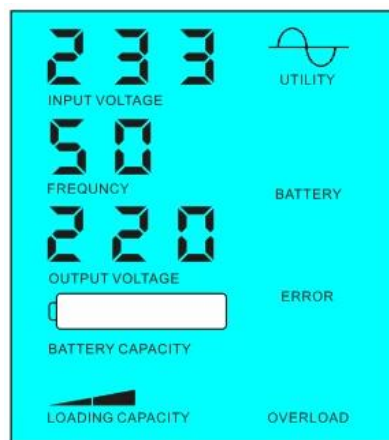 233
INPUT VOLTAGE
UTILITY
50
FREQUNCY
BATTERY
220
OUTPUT VOLTAGE
ERROR
BATTERY CAPACITY
LOADING CAPACITY
OVERLOAD